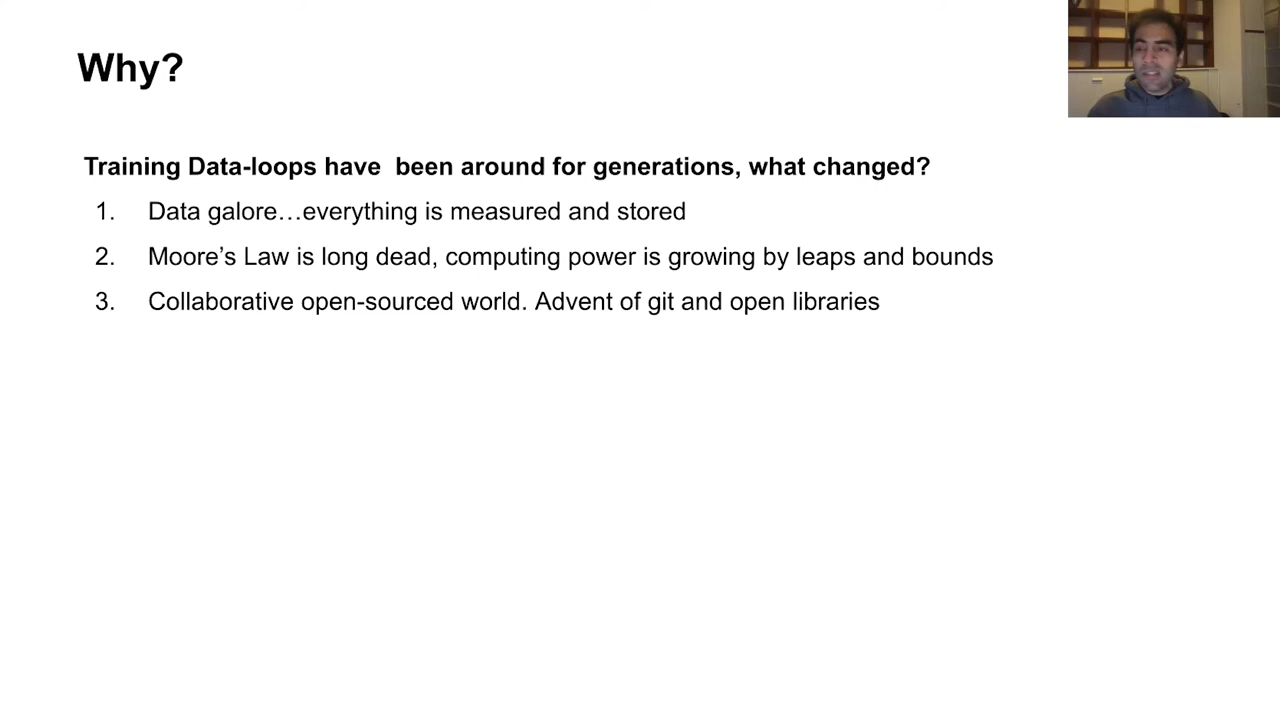 Why?
Training Data-loops have  been around for generations, what changed?
1. Data galore…everything is measured and stored
2. Moore’s Law is long dead, computing power is growing by leaps and bounds
3. Collaborative open-sourced world. Advent of git and open libraries